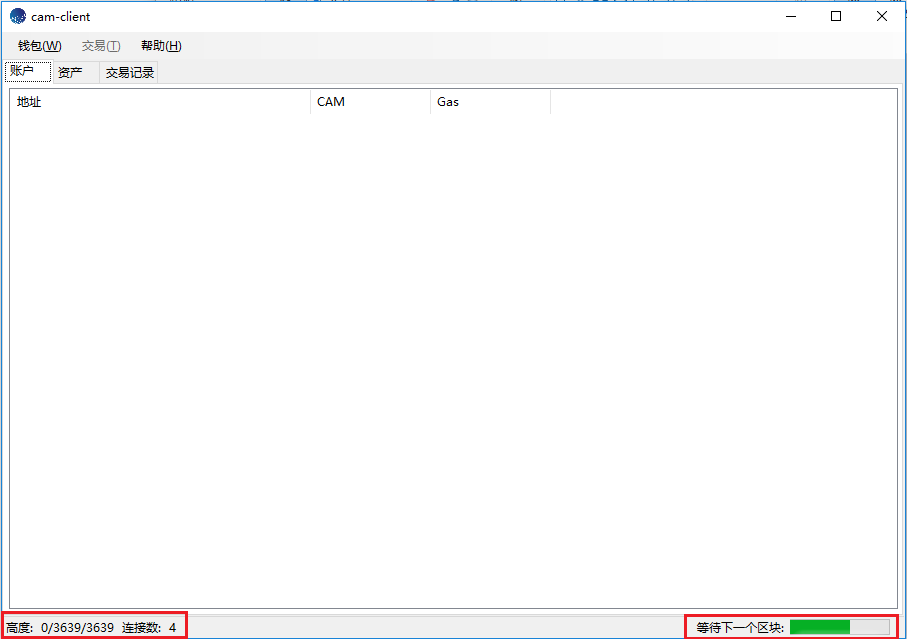 cam-client
钱包(W) 交易(T) 帮助(H)
账户 资产 交易记录
地址 CAM Gas
高度: 0/3639/3639 连接数: 4 等待下一个区块: